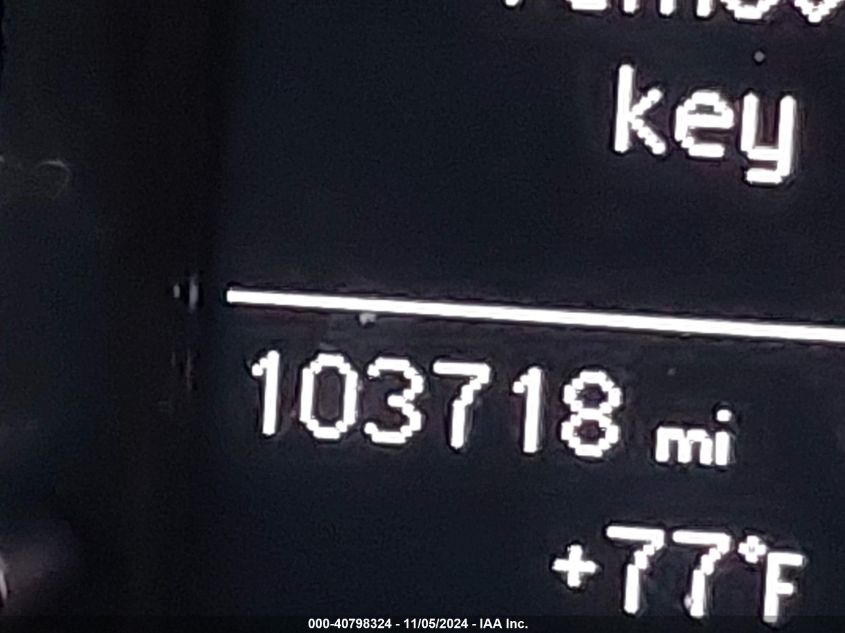 key
103718 mi
+77°F
000-40798324 - 11/05/2024 - IAA Inc.